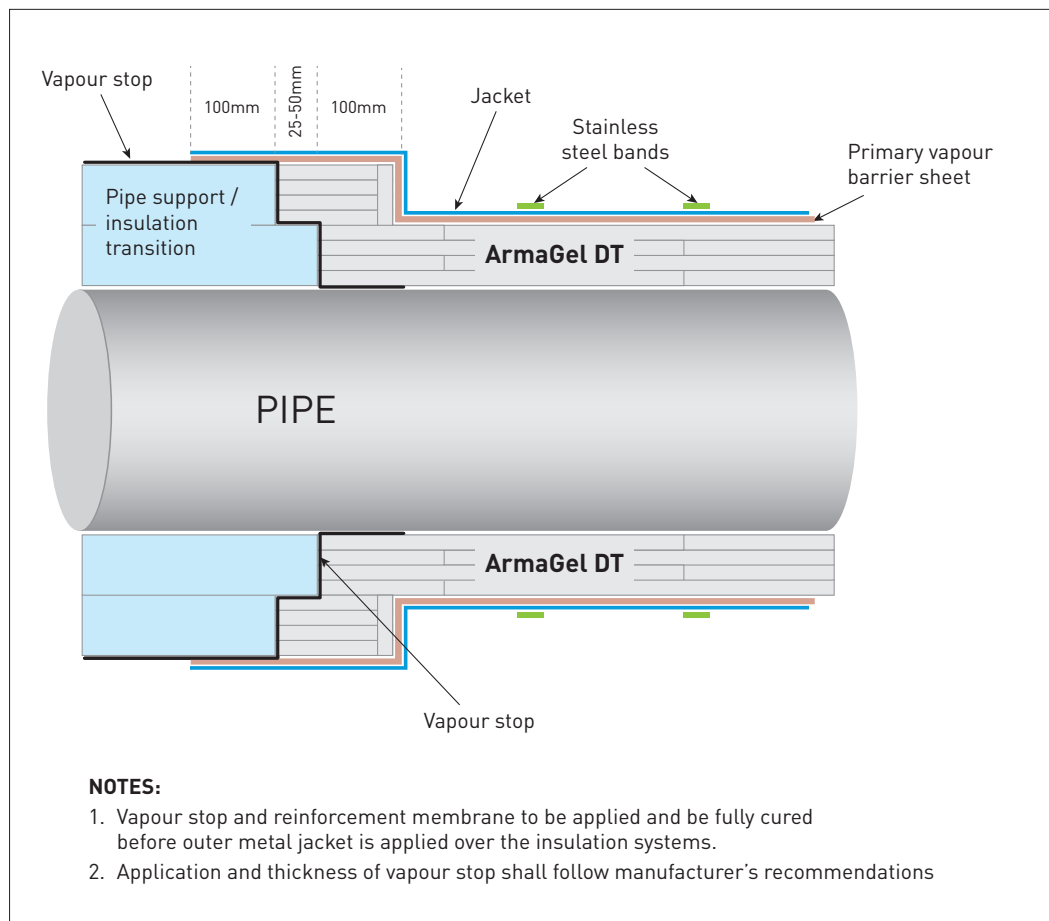 Vapour stop
100mm
25-50mm
100mm
Jacket
Stainless
steel bands
Primary vapour
barrier sheet
Pipe support /
insulation
transition
ArmaGel DT
PIPE
ArmaGel DT
Vapour stop
NOTES:
1. Vapour stop and reinforcement membrane to be applied and be fully cured
before outer metal jacket is applied over the insulation systems.
2. Application and thickness of vapour stop shall follow manufacturer’s recommendations